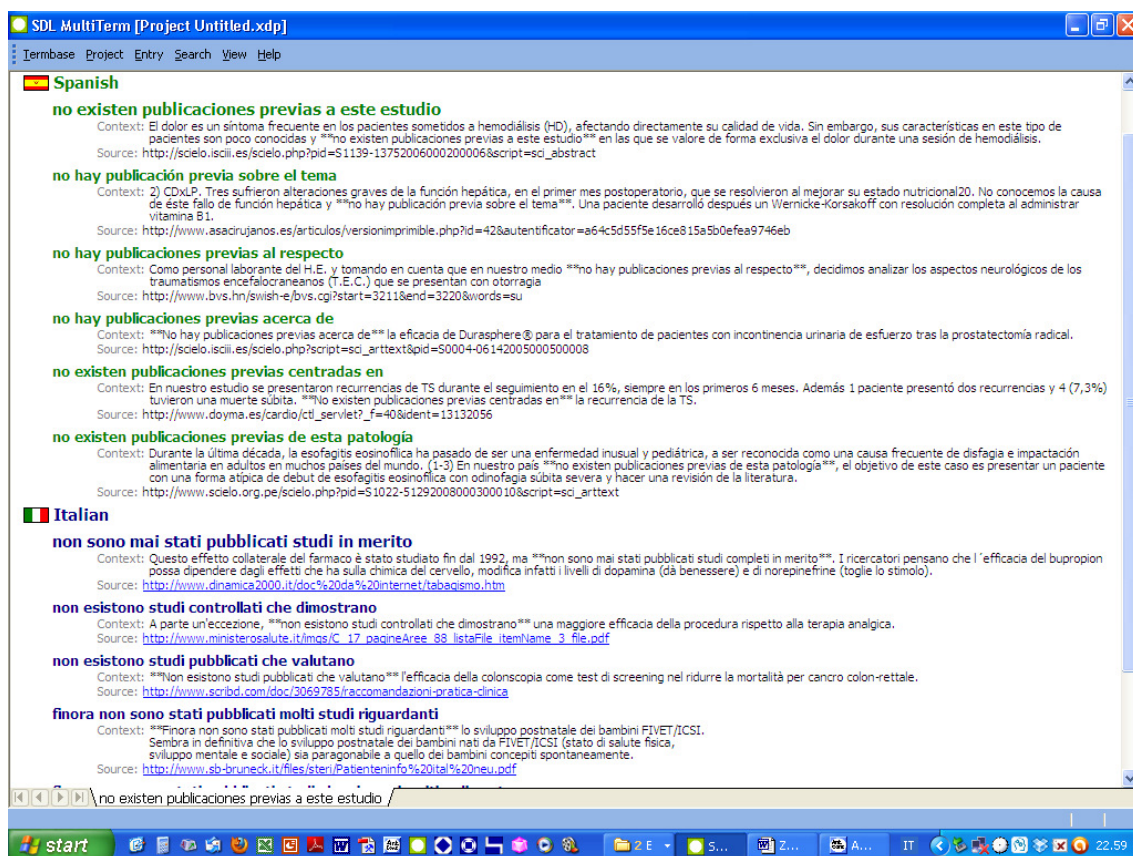 SDL MultiTerm [Project Untitled.xdp]
Termbase Project Entry Search View Help
Spanish
no existen publicaciones previas a este estudio
Context: El dolor es un síntoma frecuente en los pacientes sometidos a hemodiálisis (HD), afectando directamente su calidad de vida. Sin embargo, sus características en este tipo de
pacientes son poco conocidas y **no existen publicaciones previas a este estudio** en las que se valore de forma exclusiva el dolor durante una sesión de hemodiálisis.
Source: http://scielo.isciii.es/scielo.php?pid=S1139-13752006000200006&script=sci_abstract
no hay publicación previa sobre el tema
Context: 2) CDxLP. Tres sufrieron alteraciones graves de la función hepática, en el primer mes postoperatorio, que se resolvieron al mejorar su estado nutricional20. No conocemos la causa
de éste fallo de función hepática y **no hay publicación previa sobre el tema**. Una paciente desarrolló después un Wernicke-Korsakoff con resolución completa al administrar
vitamina B1.
Source: http://www.asacirujanos.es/articulos/versionimprimible.php?id=42&autentificator=a64c5d55f5e16ce815a5b0efea9746eb
no hay publicaciones previas al respecto
Context: Como personal laborante del H.E. y tomando en cuenta que en nuestro medio **no hay publicaciones previas al respecto**, decidimos analizar los aspectos neurológicos de los
traumatismos encefalocraneanos (T.E.C.) que se presentan con otorragia
Source: http://www.bvs.hn/swish-e/bvs.cgi?start=3211&end=3220&words=su
no hay publicaciones previas acerca de
Context: **No hay publicaciones previas acerca de** la eficacia de Durasphere® para el tratamiento de pacientes con incontinencia urinaria de esfuerzo tras la prostatectomía radical.
Source: http://scielo.isciii.es/scielo.php?script=sci_arttext&pid=S0004-06142005000500008
no existen publicaciones previas centradas en
Context: En nuestro estudio se presentaron recurrencias de TS durante el seguimiento en el 16%, siempre en los primeros 6 meses. Además 1 paciente presentó dos recurrencias y 4 (7,3%)
tuvieron una muerte súbita. **No existen publicaciones previas centradas en** la recurrencia de la TS.
Source: http://www.doyma.es/cardio/ctl_servlet?_f=40&ident=13132056
no existen publicaciones previas de esta patología
Context: Durante la última década, la esofagitis eosinofílica ha pasado de ser una enfermedad inusual y pediátrica, a ser reconocida como una causa frecuente de disfagia e impactación
alimentaria en adultos en muchos países del mundo. (1-3) En nuestro país **no existen publicaciones previas de esta patología**, el objetivo de este caso es presentar un paciente
con una forma atípica de debut de esofagitis eosinofílica con odinofagia súbita severa y hacer una revisión de la literatura.
Source: http://www.scielo.org.pe/scielo.php?pid=S1022-51292008000300010&script=sci_arttext
Italian
non sono mai stati pubblicati studi in merito
Context: Questo effetto collaterale del farmaco è stato studiato fin dal 1992, ma **non sono mai stati pubblicati studi completi in merito**. I ricercatori pensano che l´efficacia del bupropion
possa dipendere dagli effetti che ha sulla chimica del cervello, modifica infatti i livelli di dopamina (dà benessere) e di norepinefrine (toglie lo stimolo).
Source: http://www.dinamica2000.it/doc%20da%20internet/tabagismo.htm
non esistono studi controllati che dimostrano
Context: A parte un'eccezione, **non esistono studi controllati che dimostrano** una maggiore efficacia della procedura rispetto alla terapia analgica.
Source: http://www.ministerosalute.it/imgs/C_17_pagineAree_88_listaFile_itemName_3_file.pdf
non esistono studi pubblicati che valutano
Context: **Non esistono studi pubblicati che valutano** l'efficacia della colonscopia come test di screening nel ridurre la mortalità per cancro colon-rettale.
Source: http://www.scribd.com/doc/3069785/raccomandazioni-pratica-clinica
finora non sono stati pubblicati molti studi riguardanti
Context: **Finora non sono stati pubblicati molti studi riguardanti** lo sviluppo postnatale dei bambini FIVET/ICSI.
Sembra in definitiva che lo sviluppo postnatale dei bambini nati da FIVET/ICSI (stato di salute fisica,
sviluppo mentale e sociale) sia paragonabile a quello dei bambini concepiti spontaneamente.
Source: http://www.sb-bruneck.it/files/steri/Patienteninfo%20ital%20neu.pdf
no existen publicaciones previas a este estudio
start 2 E S... Z... A... IT 22.59